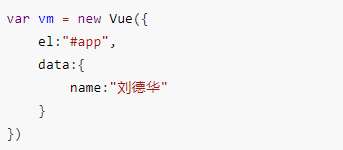 var vm = new Vue({
    el:"#app",
    data:{
        name:"刘德华"
    }
})